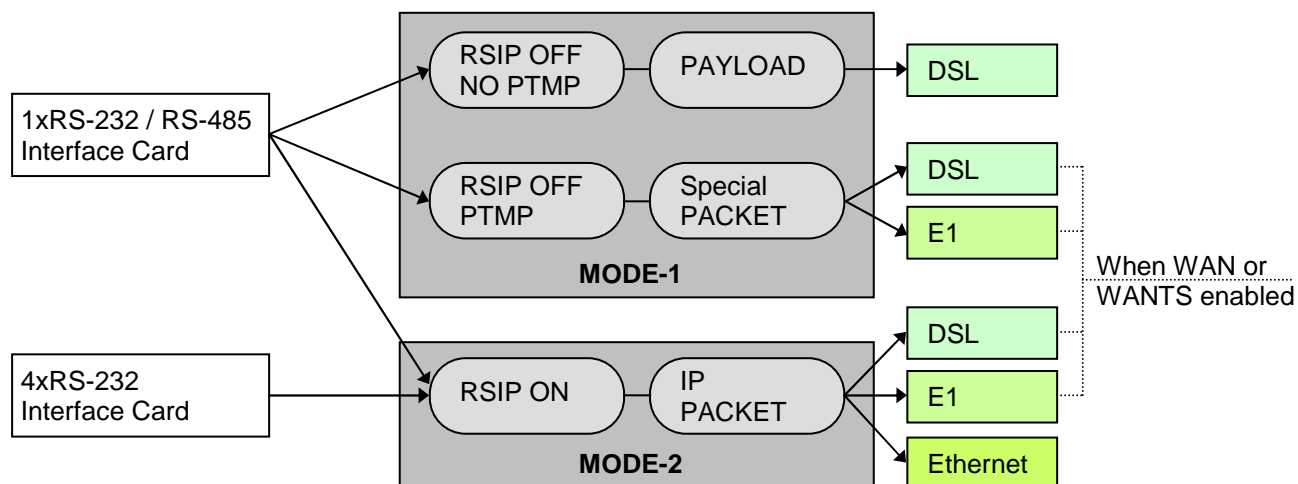 1xRS-232 / RS-485
Interface Card
RSIP OFF
NO PTMP
PAYLOAD
DSL
RSIP OFF
PTMP
Special
PACKET
DSL
E1
MODE-1
When WAN or
WANTS enabled
4xRS-232
Interface Card
RSIP ON
IP
PACKET
DSL
E1
Ethernet
MODE-2